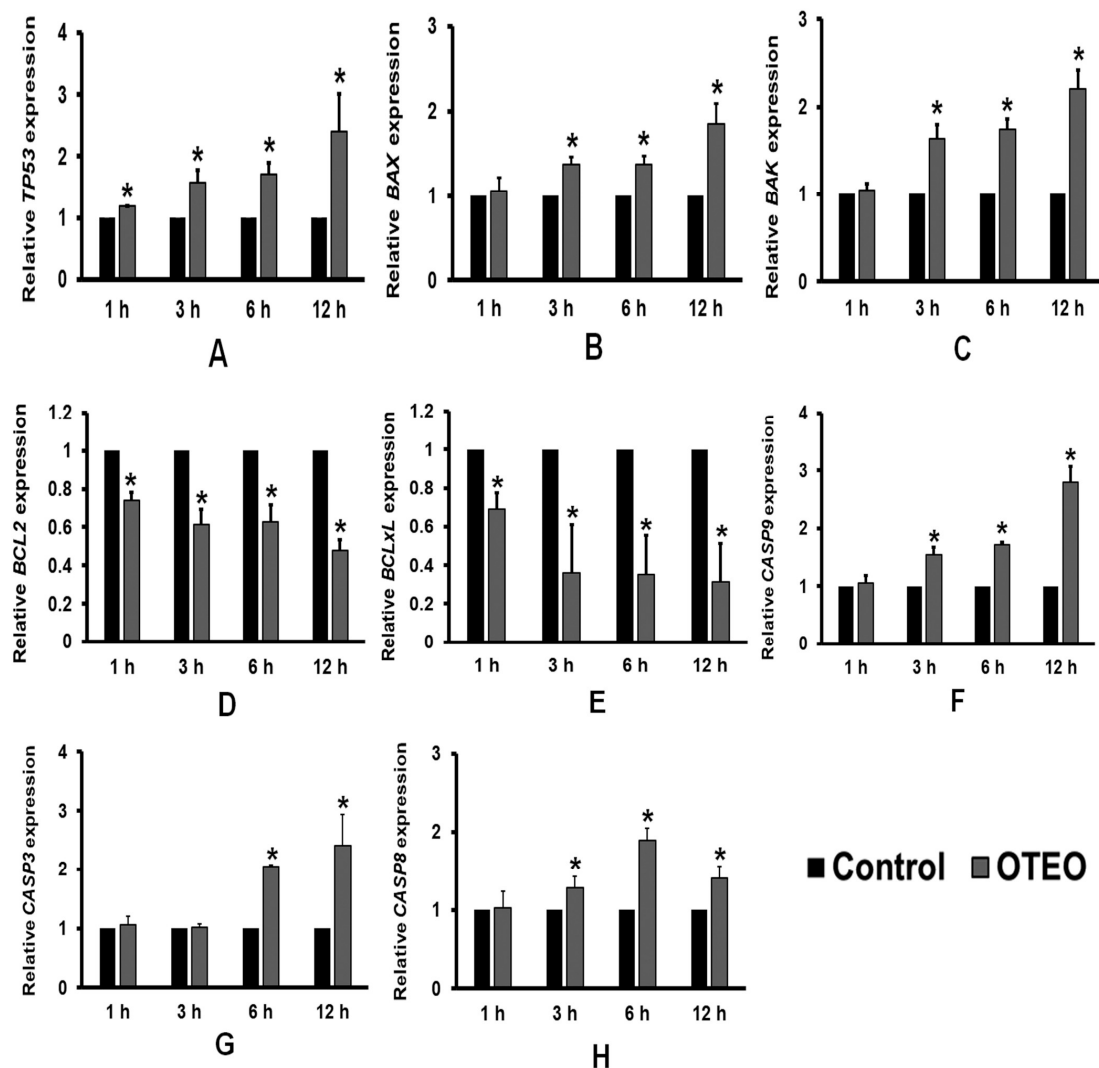 Relative TP53 expression
4
3
2
1
0
* * * *
1 h 3 h 6 h 12 h
A
Relative BAX expression
3
2
1
0
* * *
1 h 3 h 6 h 12 h
B
Relative BAK expression
3
2
1
0
* * *
1 h 3 h 6 h 12 h
C
Relative BCL2 expression
1.2
1
0.8
0.6
0.4
0.2
0
* * * *
1 h 3 h 6 h 12 h
D
Relative BCLxL expression
1.2
1
0.8
0.6
0.4
0.2
0
* * * *
1 h 3 h 6 h 12 h
E
Relative CASP9 expression
4
3
2
1
0
* * *
1 h 3 h 6 h 12 h
F
Relative CASP3 expression
4
3
2
1
0
* *
1 h 3 h 6 h 12 h
G
Relative CASP8 expression
3
2
1
0
* * *
1 h 3 h 6 h 12 h
H
Control OTEO